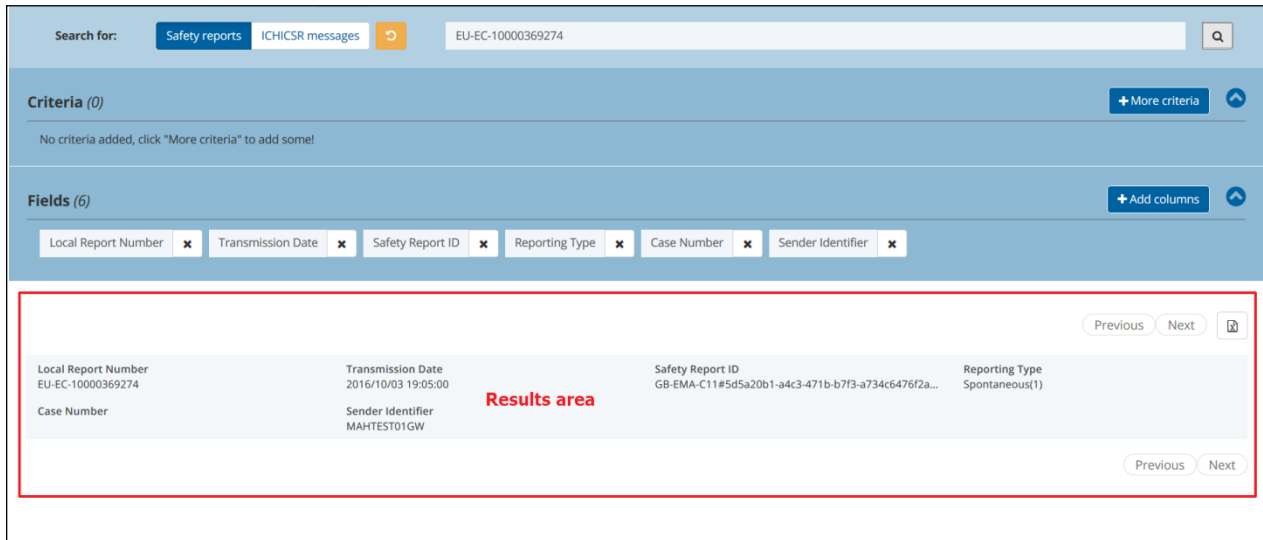 Search for: Safety reports ICHICSR messages EU-EC-10000369274
Criteria (0) More criteria
No criteria added, click "More criteria" to add some!
Fields (6) Add columns
Local Report Number Transmission Date Safety Report ID Reporting Type Case Number Sender Identifier
Previous Next
Local Report Number Transmission Date Safety Report ID Reporting Type
EU-EC-10000369274 2016/10/03 19:05:00 GB-EMA-C11#5d5a20b1-a4c3-471b-b7f3-a734c6476f2a... Spontaneous(1)
Results area
Case Number Sender Identifier
MAHTEST01GW
Previous Next